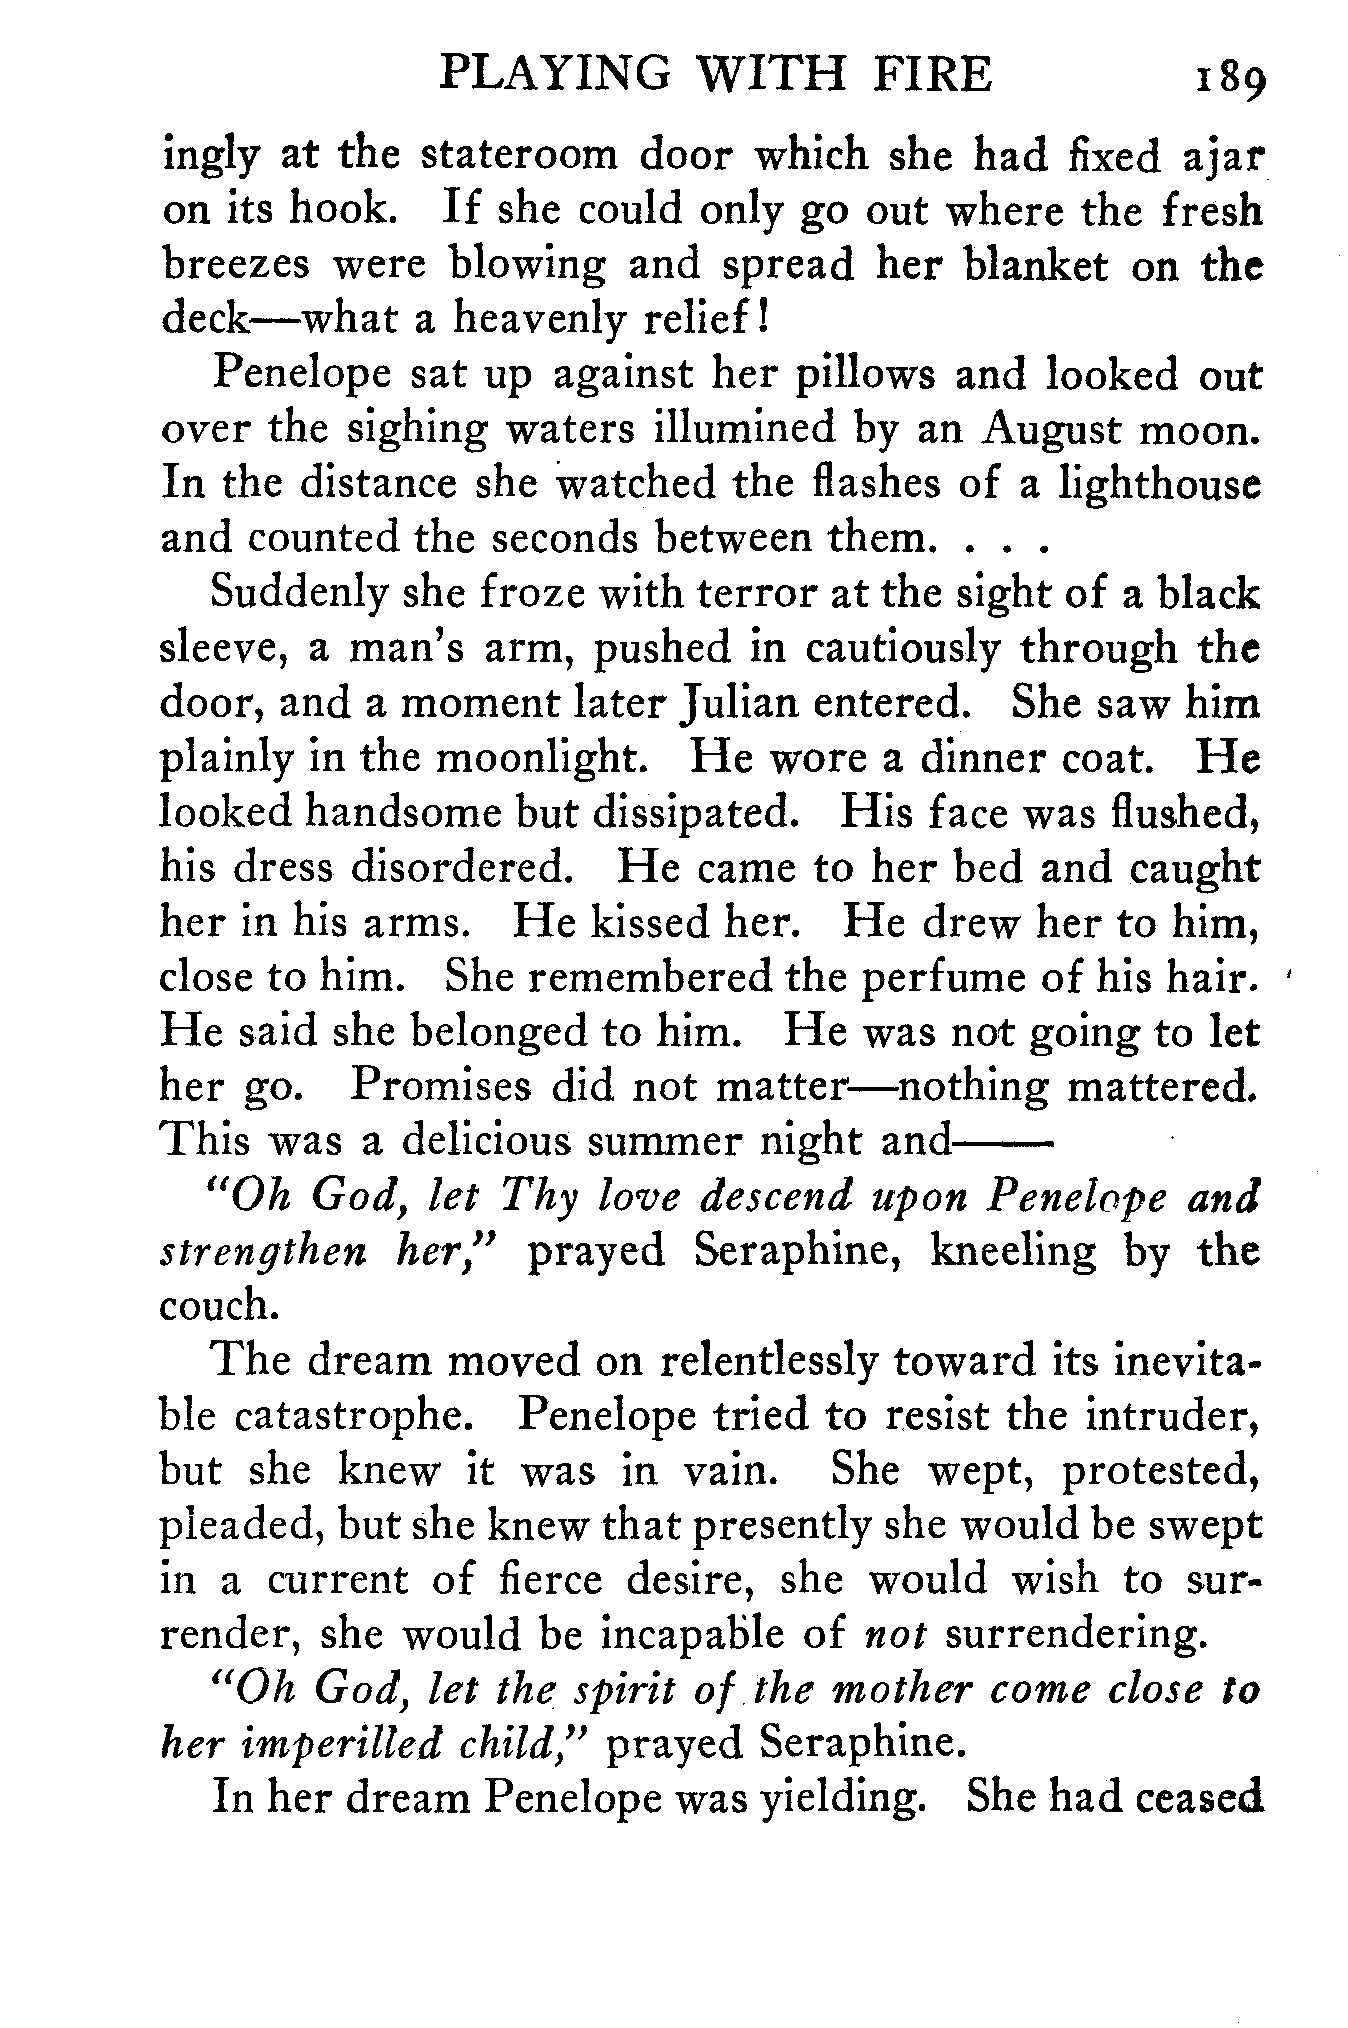 PLAYING WITH FIRE 189
ingly at the stateroom door which she had fixed ajar
on its hook. If she could only go out where the fresh
breezes were blowing and spread her blanket on the
deck—what a heavenly relief!
Penelope sat up against her pillows and looked out
over the sighing waters illumined by an August moon.
In the distance she watched the flashes of a lighthouse
and counted the seconds between them. . . .
Suddenly she froze with terror at the sight of a black
sleeve, a man's arm, pushed in cautiously through the
door, and a moment later Julian entered. She saw him
plainly in the moonlight. He wore a dinner coat. He
looked handsome but dissipated. His face was flushed,
his dress disordered. He came to her bed and caught
her in his arms. He kissed her. He drew her to him,
close to him. She remembered the perfume of his hair.
He said she belonged to him. He was not going to let
her go. Promises did not matter—nothing mattered.
This was a delicious summer night and——
"Oh God, let Thy love descend upon Penelope and
strengthen her," prayed Seraphine, kneeling by the
couch.
The dream moved on relentlessly toward its inevita-
ble catastrophe. Penelope tried to resist the intruder,
but she knew it was in vain. She wept, protested,
pleaded, but she knew that presently she would be swept
in a current of fierce desire, she would wish to sur-
render, she would be incapable of not surrendering.
"Oh God, let the spirit of the mother come close to
her imperilled child," prayed Seraphine.
In her dream Penelope was yielding. She had ceased